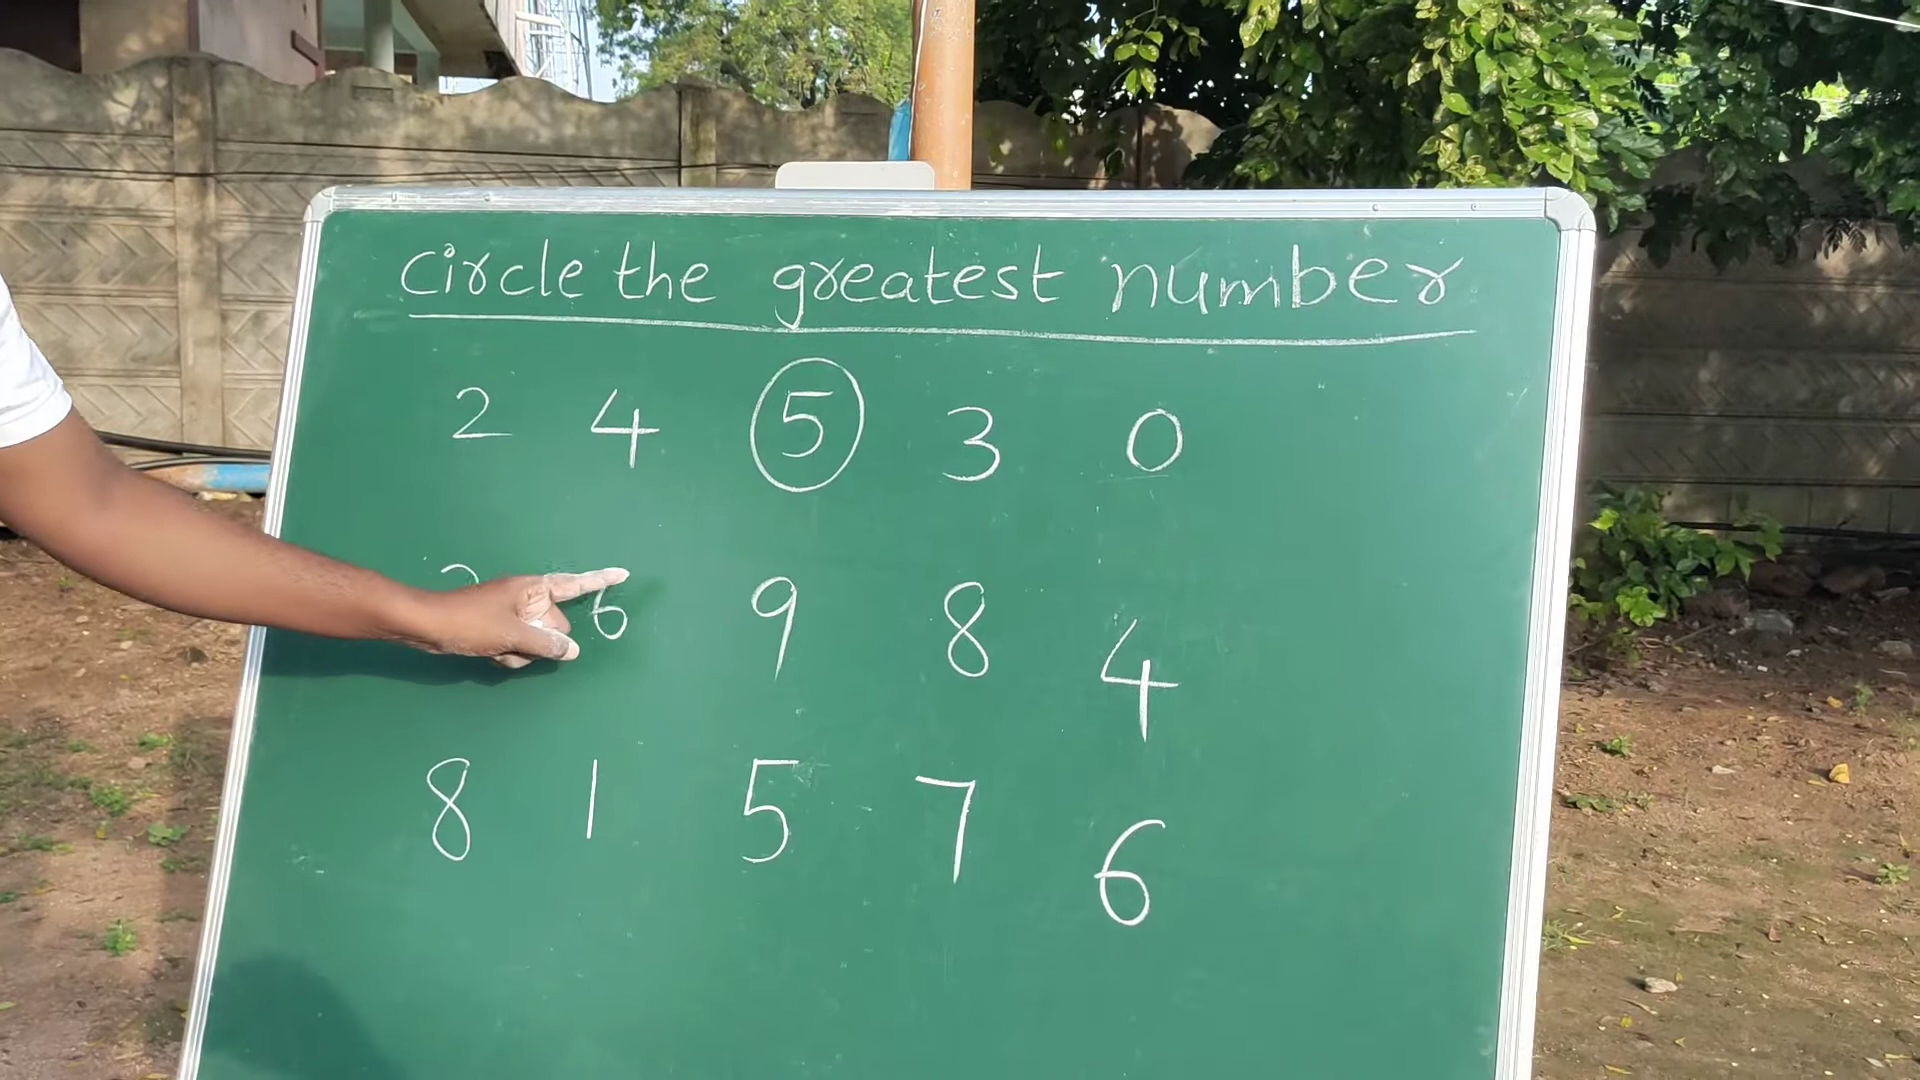 circle the greatest number
2 4 5 3 0
6 9 8 4
8 1 5 7 6